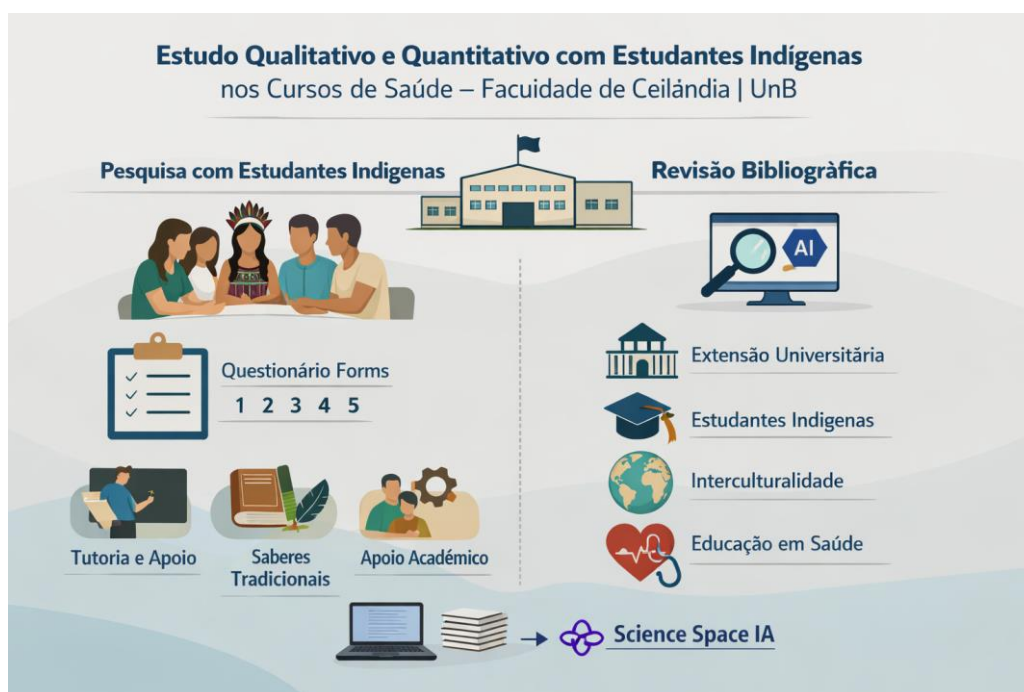 Estudo Qualitativo e Quantitativo com Estudantes Indígenas
nos Cursos de Saúde – Facuidade de Ceilándia | UnB
Pesquisa com Estudantes Indigenas
Revisão Bibliogràfica
AI
Questionário Forms
1 2 3 4 5
Tutoria e Apoio
Saberes
Tradicionais
Apoio Académico
Extensão Universitária
Estudantes Indigenas
Interculturalidade
Educação em Saúde
Science Space IA